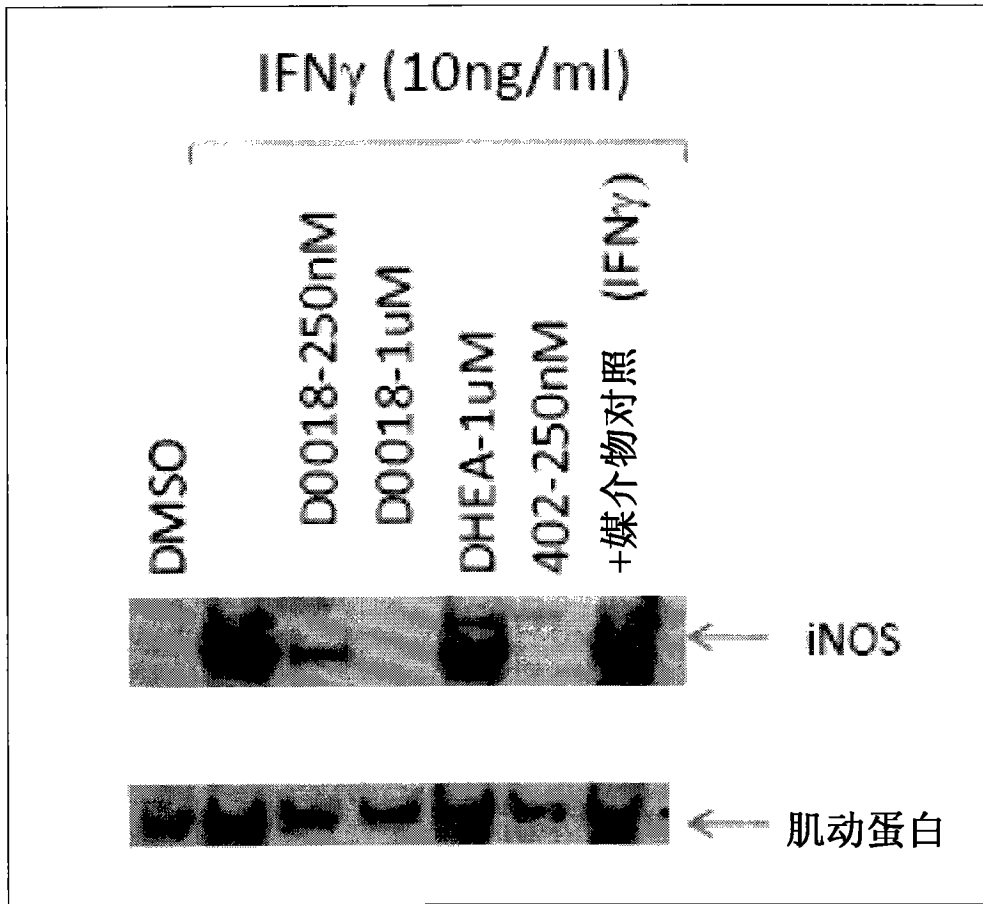 IFNγ (10ng/ml)
DMSO
D0018-250nM
D0018-1uM
DHEA-1uM
402-250nM
+媒介物对照 (IFNγ)
iNOS
肌动蛋白